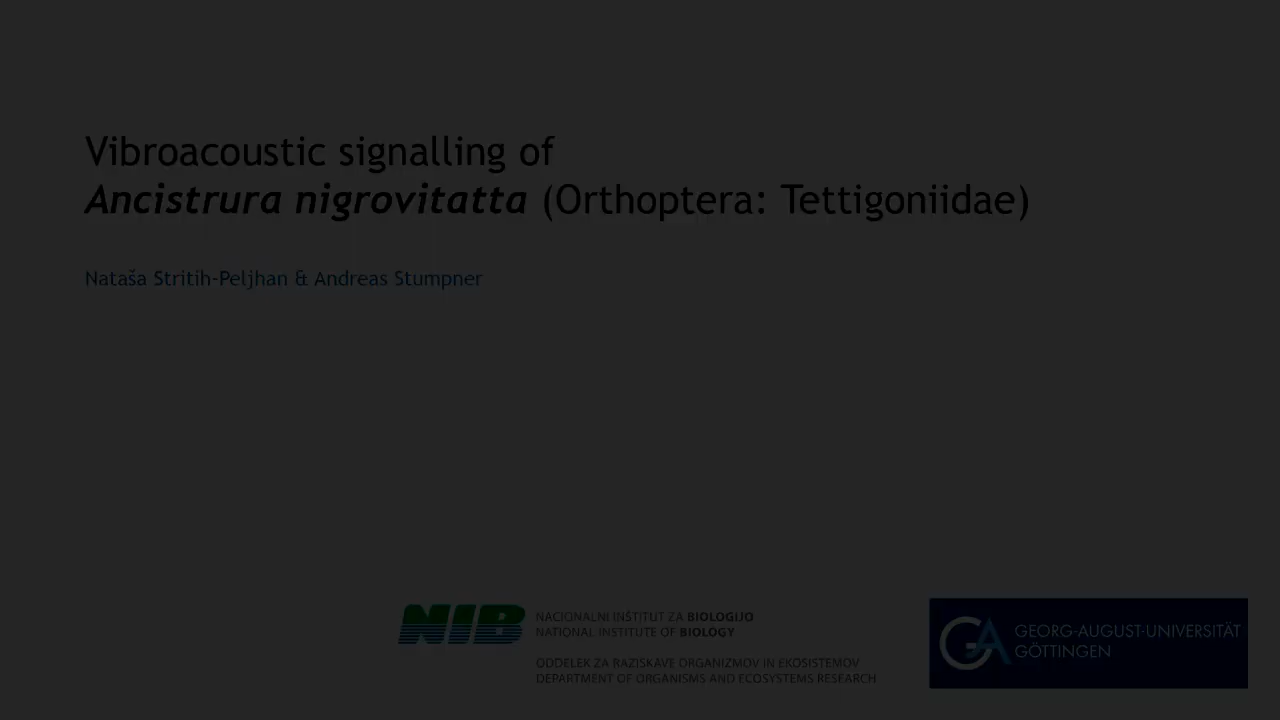 Vibroacoustic signalling of
Ancistrura nigrovitatta (Orthoptera: Tettigoniidae)
Nataša Stritih-Peljhan & Andreas Stumpner
NIB
NACIONALNI INŠTITUT ZA BIOLOGIJO
NATIONAL INSTITUTE OF BIOLOGY
ODDELEK ZA RAZISKAVE ORGANIZMOV IN EKOSISTEMOV
DEPARTMENT OF ORGANISMS AND ECOSYSTEMS RESEARCH
GA
GEORG-AUGUST-UNIVERSITÄT
GÖTTINGEN